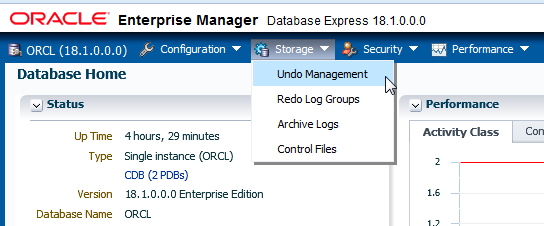 ORACLE Enterprise Manager Database Express 18.1.0.0.0
ORCL (18.1.0.0.0) Configuration Storage Security Performance
Undo Management
Redo Log Groups
Archive Logs
Control Files
Database Home
Status
Up Time 4 hours, 29 minutes
Type Single instance (ORCL)
CDB (2 PDBs)
Version 18.1.0.0.0 Enterprise Edition
Database Name ORCL
Performance
Activity Class Con
2
1.6
1.2